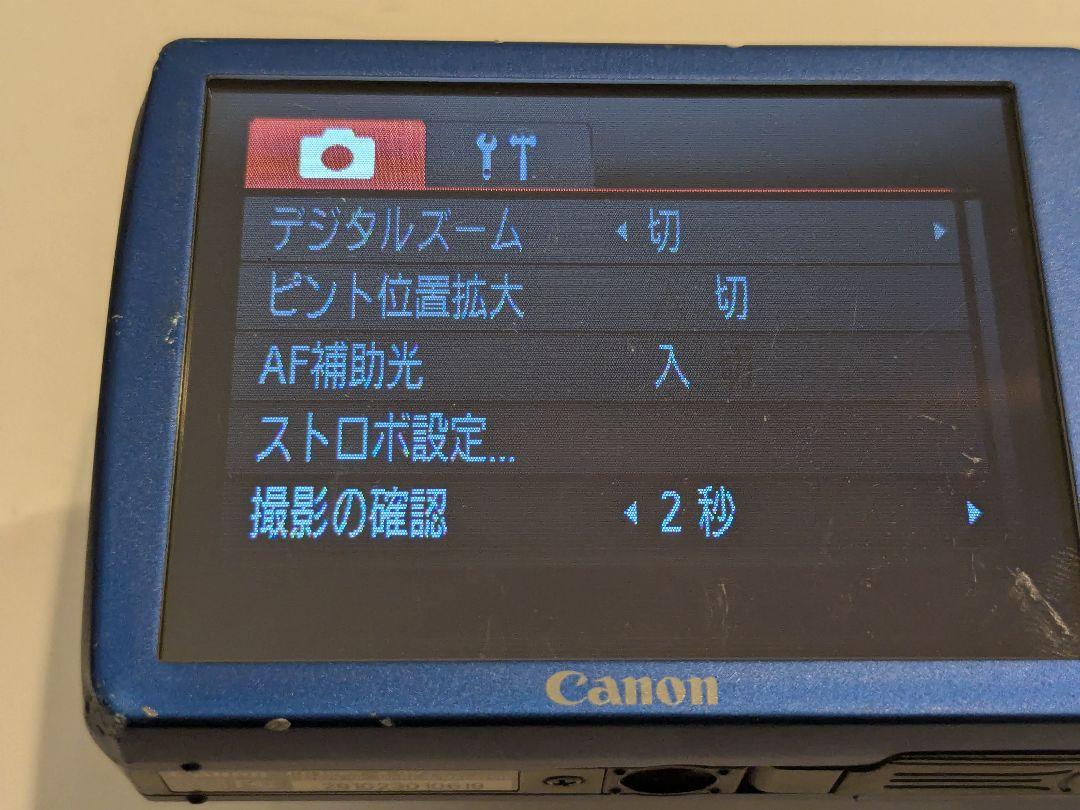 デジタルズーム 切
ピント位置拡大 切
AF補助光 入
ストロボ設定...
撮影の確認 2秒
Canon